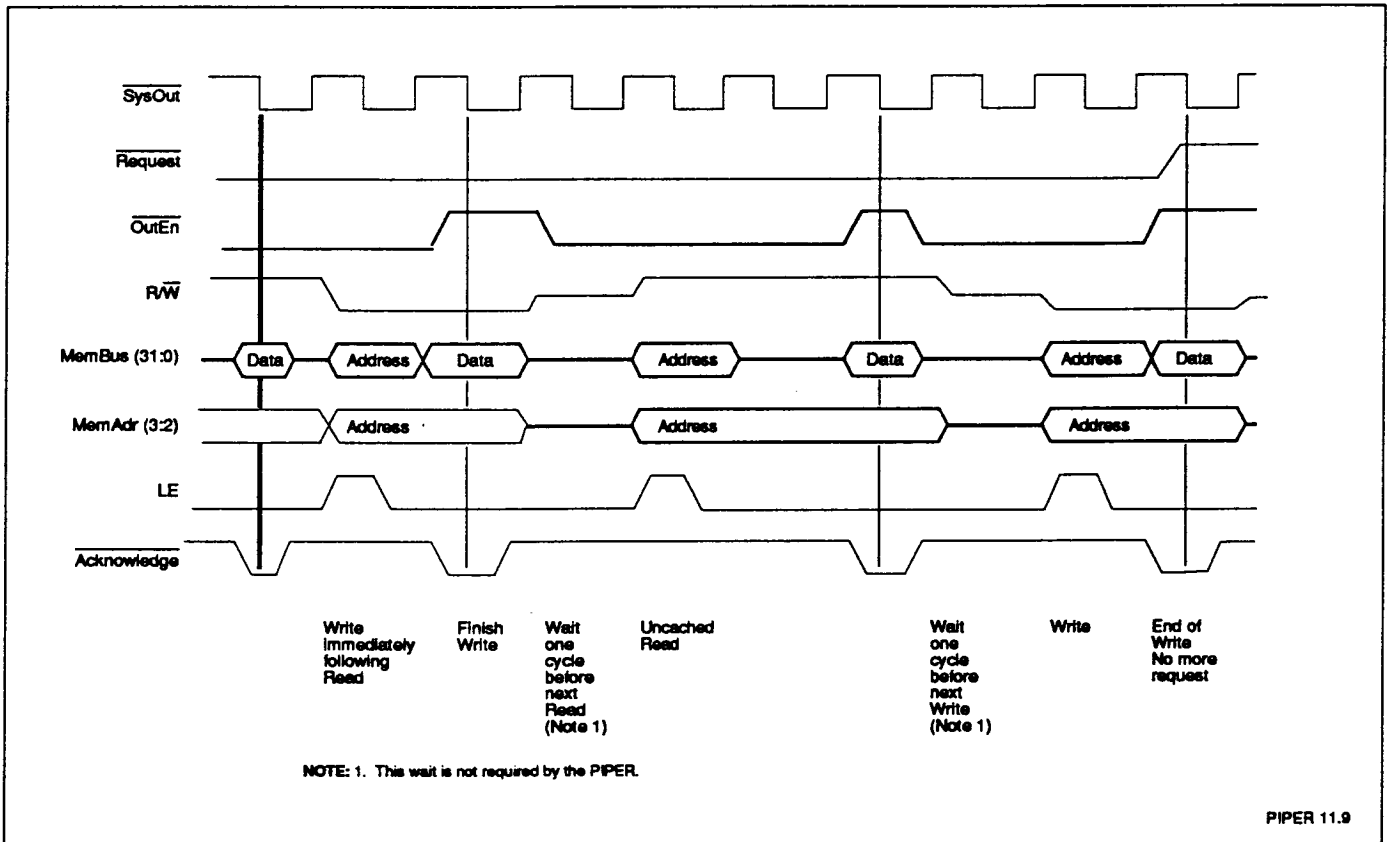 SysOut
Request
OutEn
R/W
MemBus (31:0)
Data
Address
Data
Address
Data
Address
Data
MemAdr (3:2)
Address
Address
Address
LE
Acknowledge
Write
immediately
following
Read
Finish
Write
Wait
one
cycle
before
next
Read
(Note 1)
Uncached
Read
Wait
one
cycle
before
next
Write
(Note 1)
Write
End of
Write
No more
request
NOTE: 1. This wait is not required by the PIPER.
PIPER 11.9